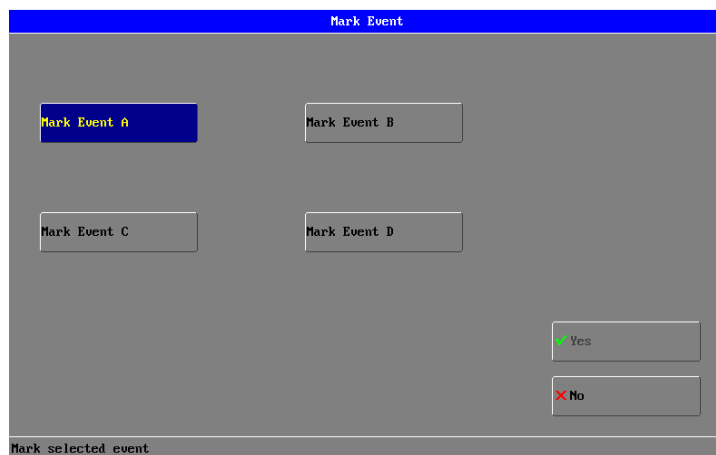 Mark Event
Mark Event A
Mark Event B
Mark Event C
Mark Event D
Yes
No
Mark selected event